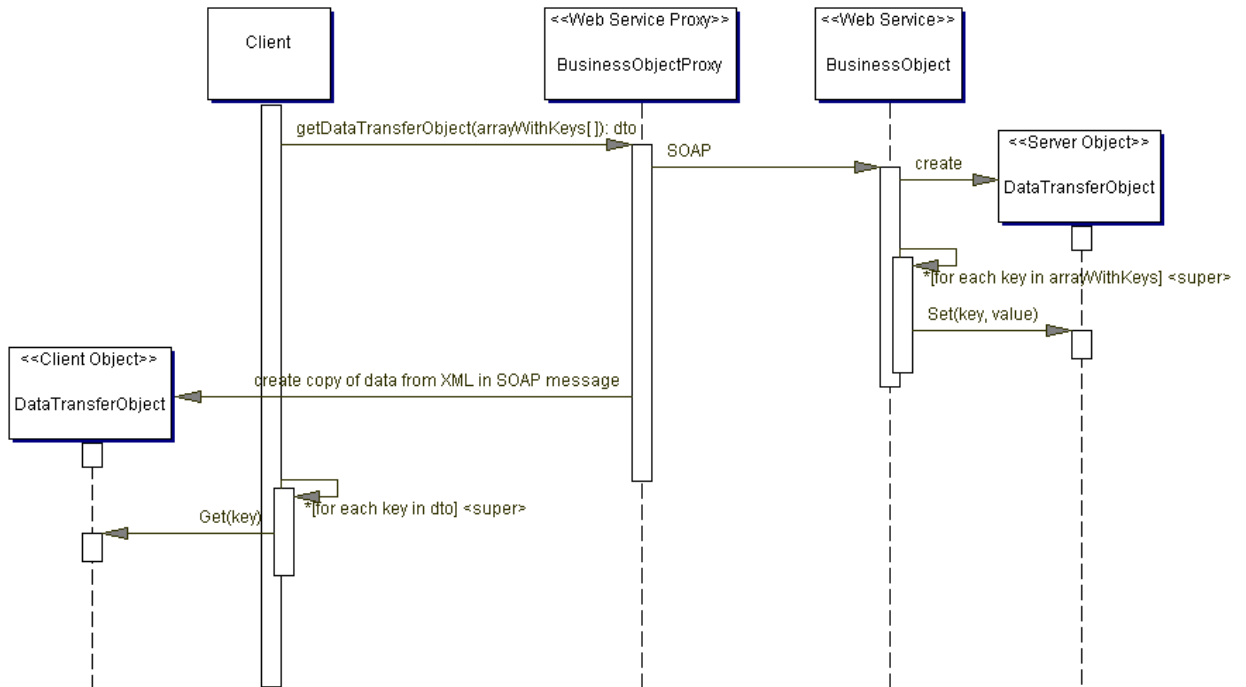 Client
<<Web Service Proxy>>
BusinessObjectProxy
<<Web Service>>
BusinessObject
getDataTransferObject(arrayWithKeys[ ]): dto
SOAP
create
<<Server Object>>
DataTransferObject
*[for each key in arrayWithKeys] <super>
Set(key, value)
<<Client Object>>
DataTransferObject
create copy of data from XML in SOAP message
*[for each key in dto] <super>
Get(key)